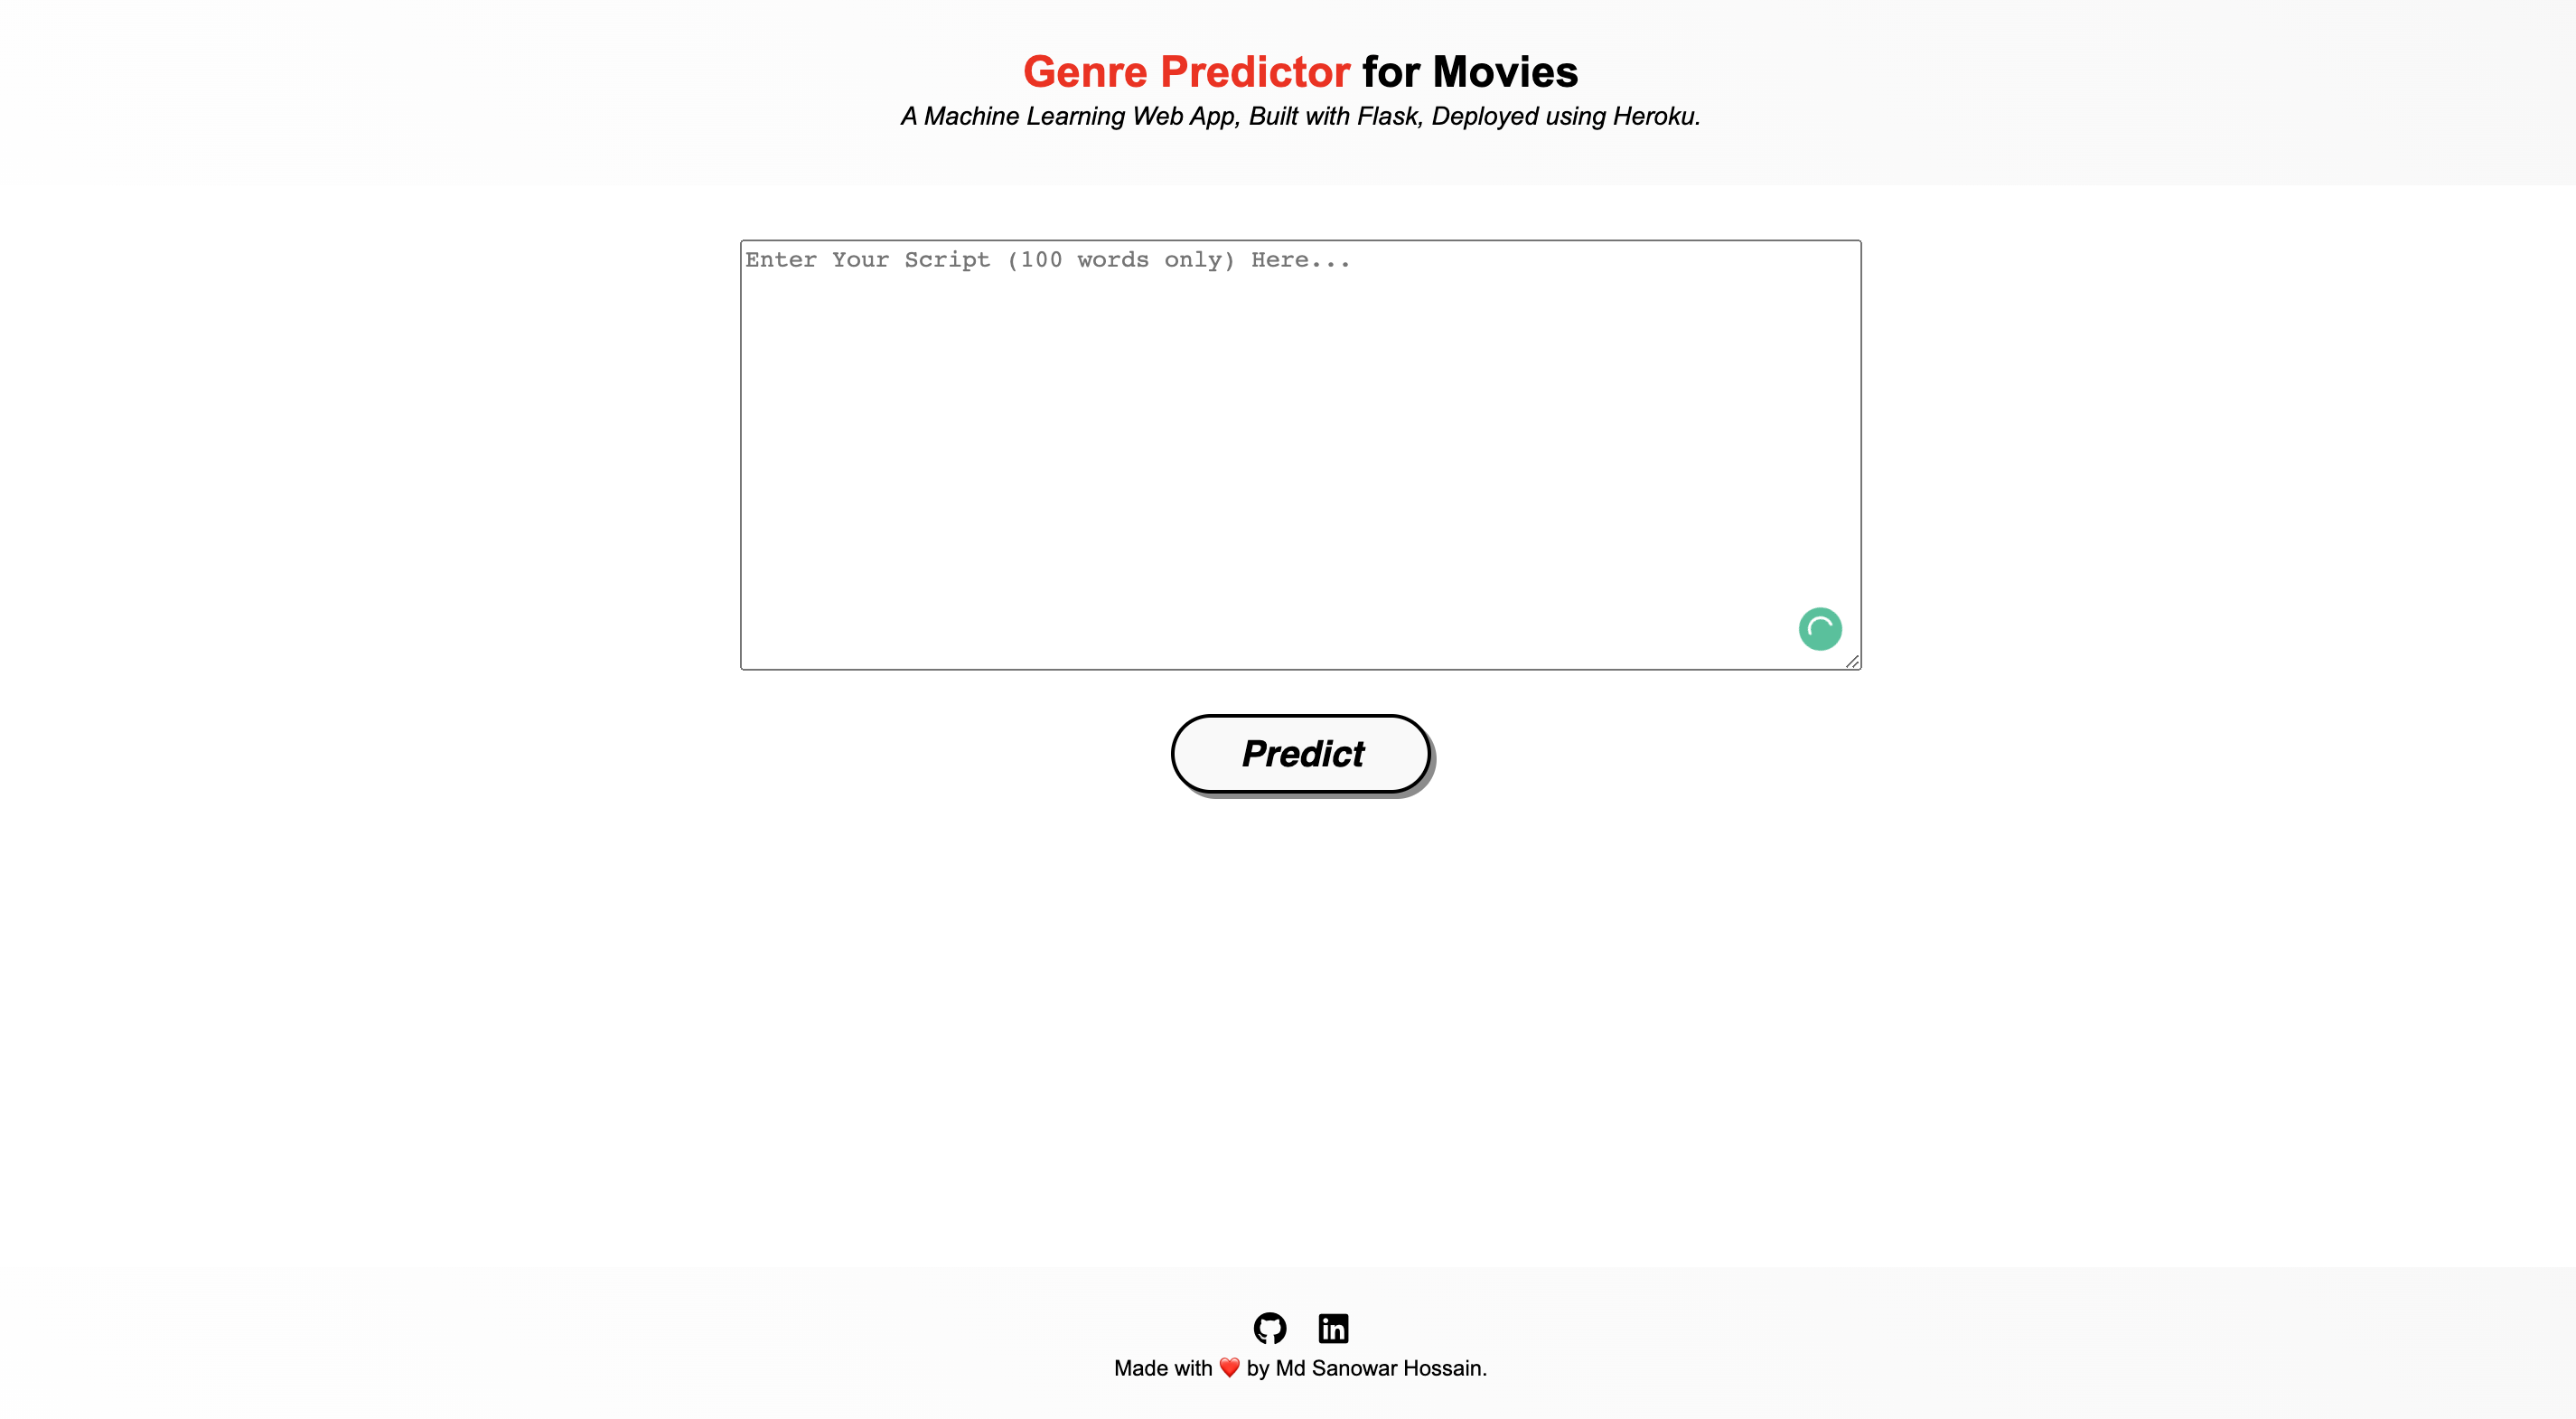 Genre Predictor for Movies
A Machine Learning Web App, Built with Flask, Deployed using Heroku.
Enter Your Script (100 words only) Here...
Predict
in
Made with ❤️ by Md Sanowar Hossain.